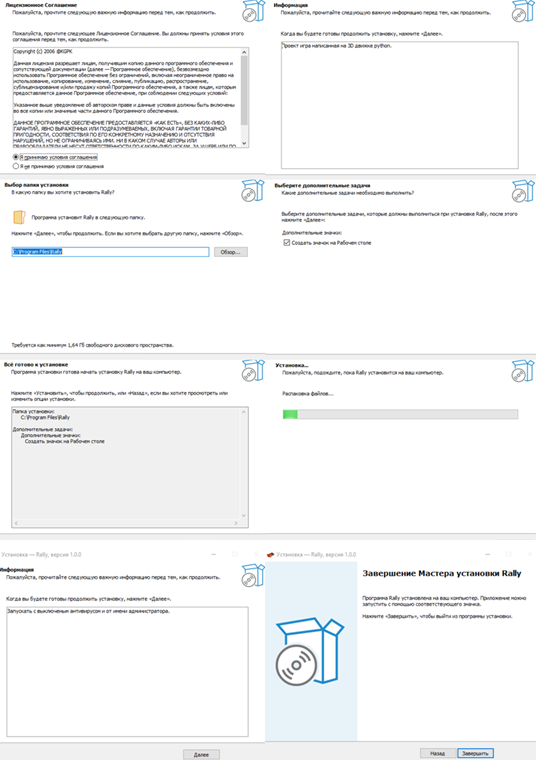 Лицензионное Соглашение
Пожалуйста, прочтите следующую важную информацию перед тем, как продолжить.
Пожалуйста, прочтите следующее Лицензионное Соглашение. Вы должны принять условия этого
соглашения перед тем, как продолжить.
Copyright (c) 2006 @KGPK
Данная лицензия разрешает лицам, получившим копию данного программного обеспечения и
сопутствующей документации (далее — Программное обеспечение), безвозмездно
использовать Программное обеспечение без ограничений, включая неограниченное право на
использование, копирование, изменение, слияние, публикацию, распространение,
сублицензирование и/или продажу копий Программного обеспечения, а также лицам, которым
предоставляется данное Программное обеспечение, при соблюдении следующих условий:
Указанное выше уведомление об авторском праве и данные условия должны быть включены
во все копии или значимые части данного Программного обеспечения.
ДАННОЕ ПРОГРАММНОЕ ОБЕСПЕЧЕНИЕ ПРЕДОСТАВЛЯЕТСЯ «КАК ЕСТЬ», БЕЗ КАКИХ-ЛИБО
ГАРАНТИЙ, ЯВНО ВЫРАЖЕННЫХ ИЛИ ПОДРАЗУМЕВАЕМЫХ, ВКЛЮЧАЯ ГАРАНТИИ ТОВАРНОЙ
ПРИГОДНОСТИ, СООТВЕТСТВИЯ ПО ЕГО КОНКРЕТНОМУ НАЗНАЧЕНИЮ И ОТСУТСТВИЯ
НАРУШЕНИЙ, НО НЕ ОГРАНИЧИВАЯСЬ ИМИ. НИ В КАКОМ СЛУЧАЕ АВТОРЫ ИЛИ
Я принимаю условия соглашения
Я не принимаю условия соглашения
Информация
Пожалуйста, прочитайте следующую важную информацию перед тем, как продолжить.
Когда вы будете готовы продолжить установку, нажмите «Далее».
Проект игра написанная на 3D движке python.
Выбор папки установки
В какую папку вы хотите установить Rally?
Программа установит Rally в следующую папку.
Нажмите «Далее», чтобы продолжить. Если вы хотите выбрать другую папку, нажмите «Обзор».
C:\Program Files\Rally
Обзор...
Требуется как минимум 1,64 Гб свободного дискового пространства.
Выберите дополнительные задачи
Какие дополнительные задачи необходимо выполнить?
Выберите дополнительные задачи, которые должны выполниться при установке Rally, после этого
нажмите «Далее»:
Дополнительные значки:
Создать значок на Рабочем столе
Всё готово к установке
Программа установки готова начать установку Rally на ваш компьютер.
Нажмите «Установить», чтобы продолжить, или «Назад», если вы хотите просмотреть или
изменить опции установки.
Папка установки:
C:\Program Files\Rally
Дополнительные задачи:
Дополнительные значки:
Создать значок на Рабочем столе
Установка...
Пожалуйста, подождите, пока Rally установится на ваш компьютер.
Распаковка файлов...
Установка — Rally, версия 1.0.0
Информация
Пожалуйста, прочитайте следующую важную информацию перед тем, как продолжить.
Когда вы будете готовы продолжить установку, нажмите «Далее».
Запускать с выключеным антивирусом и от имени администратора.
Далее
Установка — Rally, версия 1.0.0
Завершение Мастера установки Rally
Программа Rally установлена на ваш компьютер. Приложение можно
запустить с помощью соответствующего значка.
Нажмите «Завершить», чтобы выйти из программы установки.
Назад
Завершить